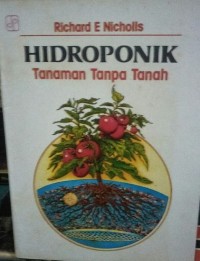 Richard E Nicholls
HIDROPONIK
Tanaman Tanpa Tanah